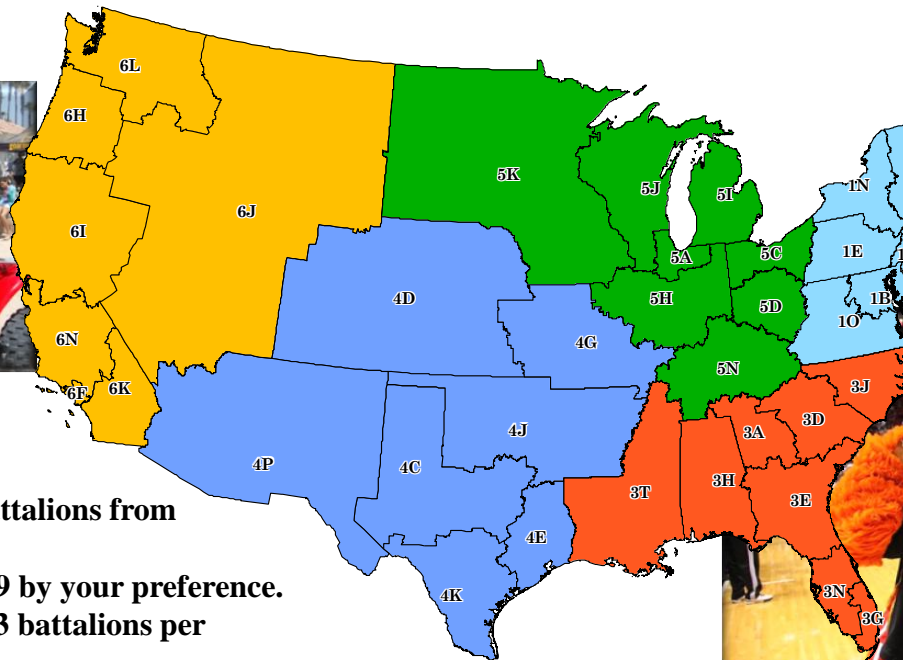 6L
6H
6J
6I
6N
6F
6K
5K
5J
5I
5A
5C
5H
5D
5N
1N
1E
1B
1O
4D
4G
4P
4C
4J
4E
4K
3J
3D
3A
3H
3T
3E
3N
3G
ttalions from
9 by your preference.
3 battalions per